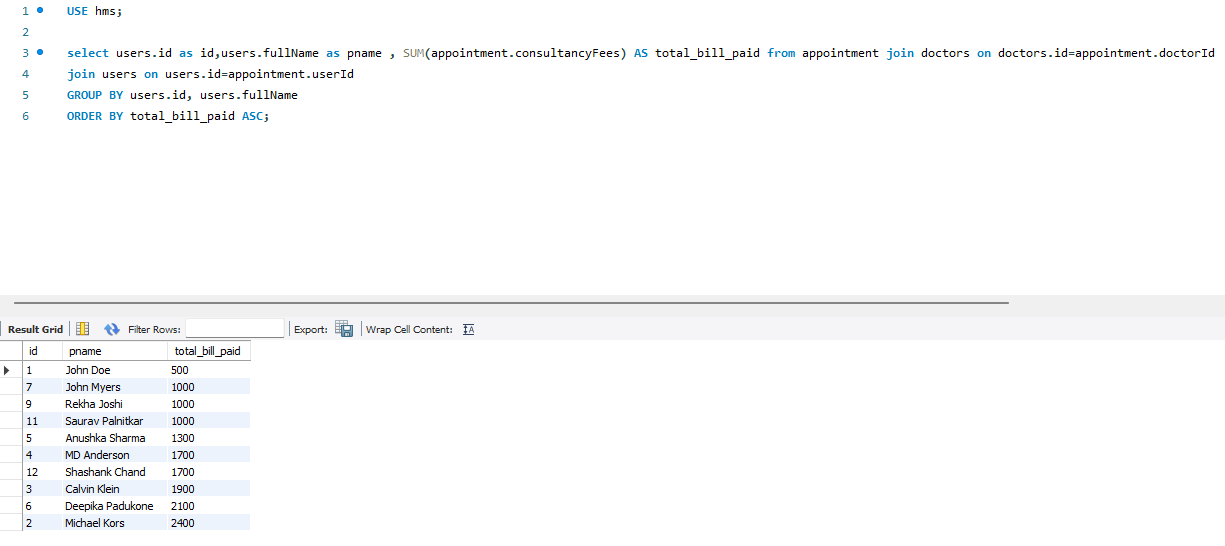 1 USE hms;
2
3 select users.id as id,users.fullName as pname , SUM(appointment.consultancyFees) AS total_bill_paid from appointment join doctors on doctors.id=appointment.doctorId
4 join users on users.id=appointment.userId
5 GROUP BY users.id, users.fullName
6 ORDER BY total_bill_paid ASC;
Result Grid Filter Rows: Export: Wrap Cell Content: IA
id pname total_bill_paid
1 John Doe 500
7 John Myers 1000
9 Rekha Joshi 1000
11 Saurav Palnitkar 1000
5 Anushka Sharma 1300
4 MD Anderson 1700
12 Shashank Chand 1700
3 Calvin Klein 1900
6 Deepika Padukone 2100
2 Michael Kors 2400